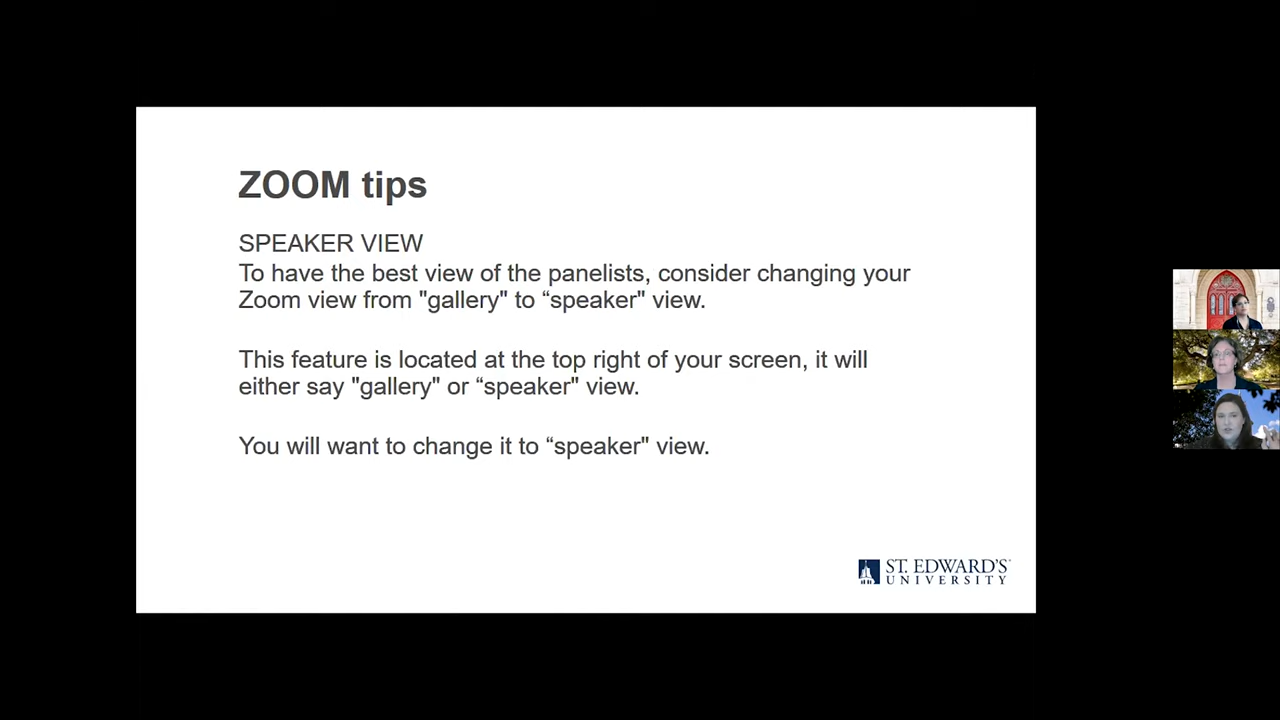 ZOOM tips
SPEAKER VIEW
To have the best view of the panelists, consider changing your
Zoom view from "gallery" to “speaker" view.
This feature is located at the top right of your screen, it will
either say "gallery" or “speaker" view.
You will want to change it to “speaker" view.
ST. EDWARD'S
UNIVERSITY